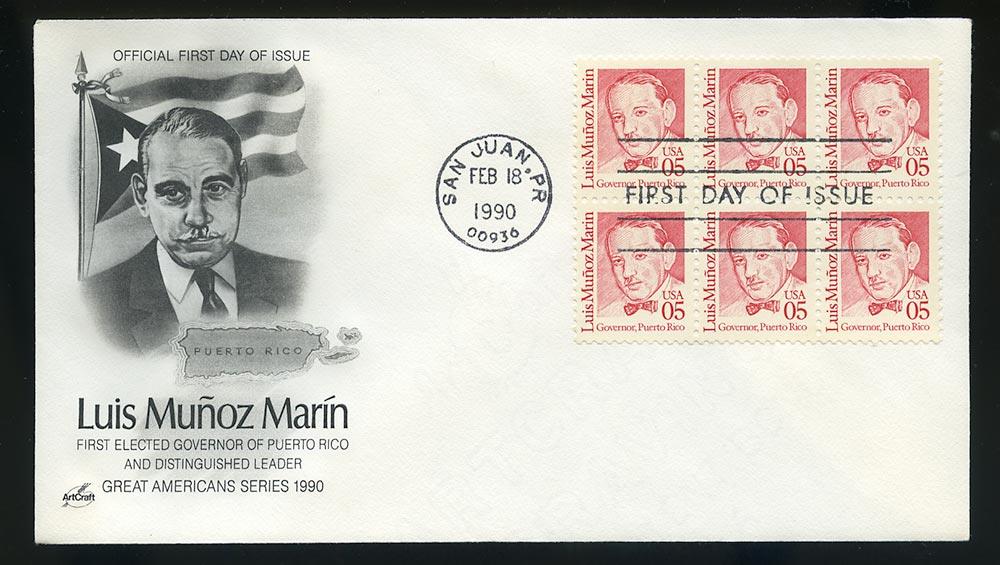 OFFICIAL FIRST DAY OF ISSUE
PUERTO RICO
Luis Muñoz Marín
FIRST ELECTED GOVERNOR OF PUERTO RICO
AND DISTINGUISHED LEADER
GREAT AMERICANS SERIES 1990
ArtCraft
SAN JUAN, PR
FEB 18
1990
00936
Luis Muñoz Marín
USA
05
Governor, Puerto Rico
Luis Muñoz Marín
USA
05
Governor, Puerto Rico
Luis Muñoz Marín
USA
05
Governor, Puerto Rico
FIRST DAY OF ISSUE
Luis Muñoz Marín
USA
05
Governor, Puerto Rico
Luis Muñoz Marín
USA
05
Governor, Puerto Rico
Luis Muñoz Marín
USA
05
Governor, Puerto Rico